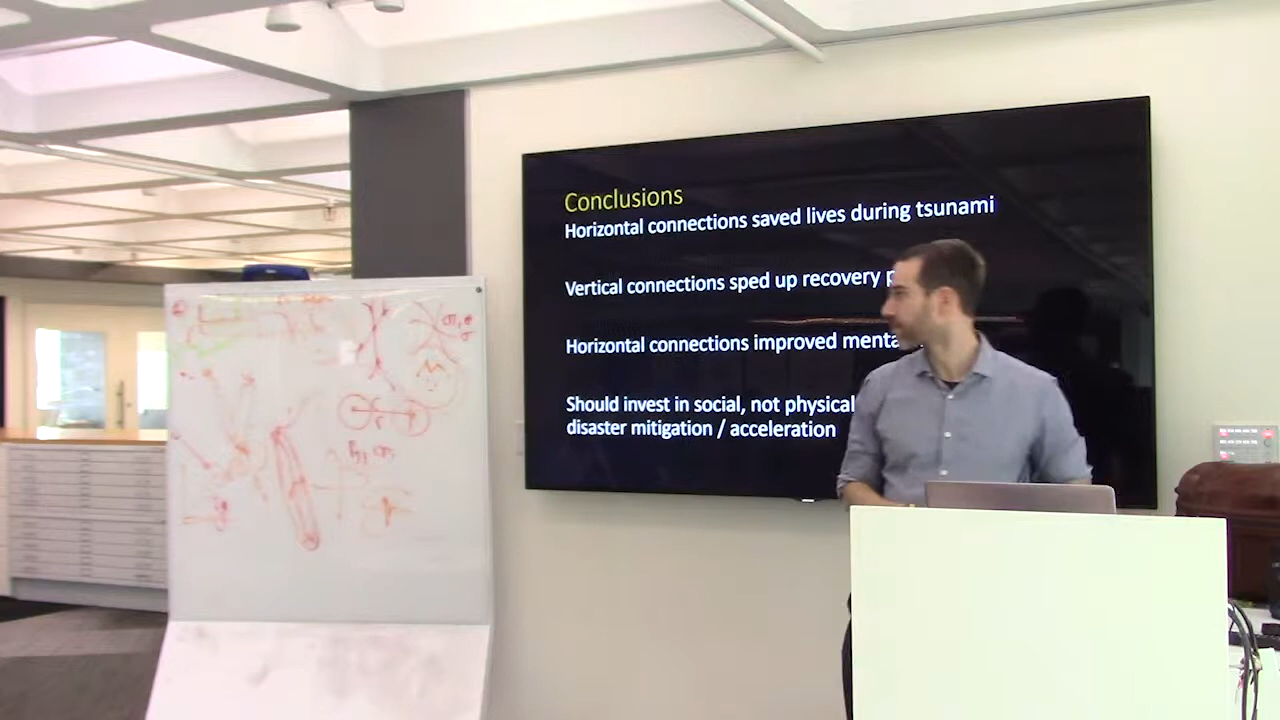 Conclusions
Horizontal connections saved lives during tsunami
Vertical connections sped up recovery
Horizontal connections improved
Should invest in social, not physical
disaster mitigation / acceleration